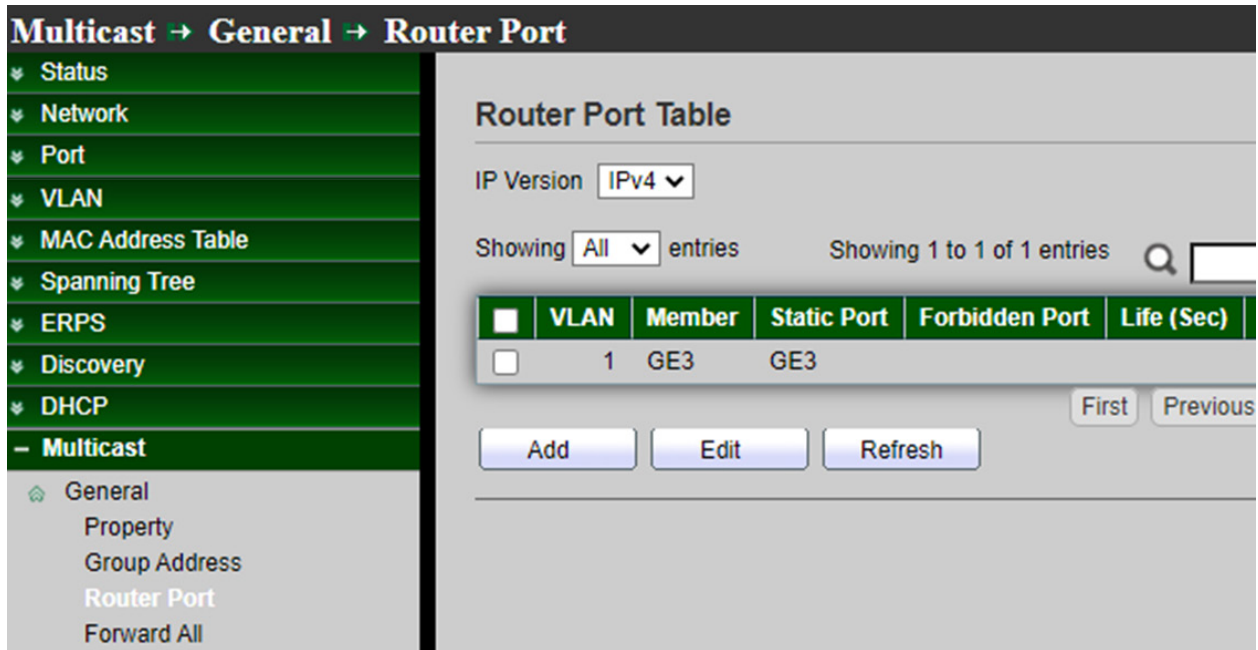 Multicast → General → Router Port
Status
Network
Port
VLAN
MAC Address Table
Spanning Tree
ERPS
Discovery
DHCP
Multicast
General
Property
Group Address
Router Port
Forward All
Router Port Table
IP Version IPv4
Showing All entries Showing 1 to 1 of 1 entries
VLAN Member Static Port Forbidden Port Life (Sec)
1 GE3 GE3
First Previous
Add Edit Refresh